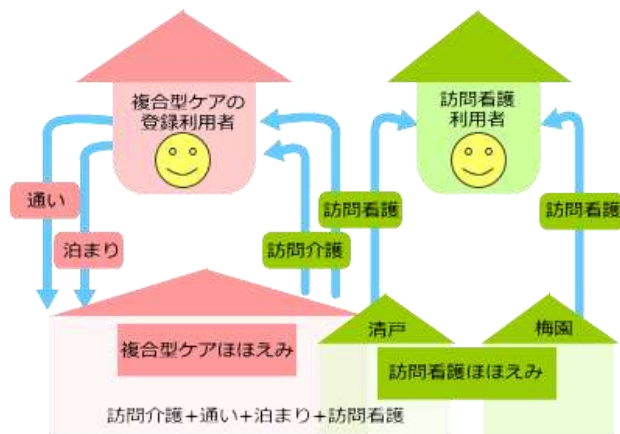 複合型ケアの
登録利用者
訪問看護
利用者
通い
訪問看護
訪問看護
泊まり
訪問介護
清戸
梅園
複合型ケアほほえみ
訪問看護ほほえみ
訪問介護+通い+泊まり+訪問看護